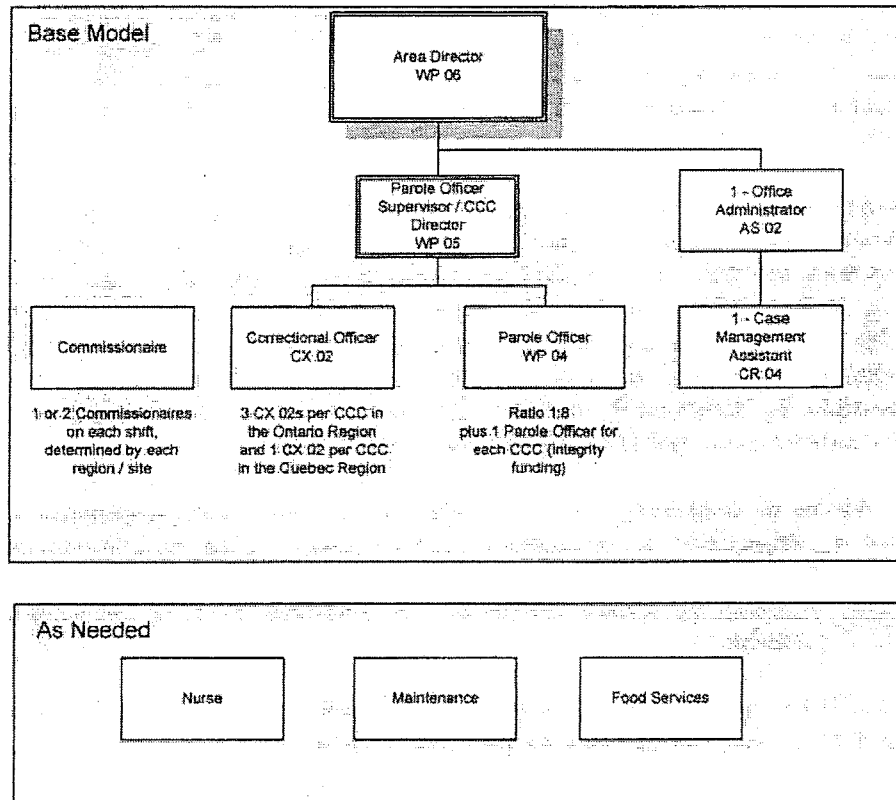 Base Model
Area Director
WP 06
Parole Officer
Supervisor / CCC
Director
WP 05
1 - Office
Administrator
AS 02
Commissionaire
Correctional Officer
CX 02
Parole Officer
WP 04
1 - Case
Management
Assistant
CR 04
1 or 2 Commissionaires
on each shift,
determined by each
region / site
3 CX 02s per CCC in
the Ontario Region
and 1 CX 02 per CCC
in the Quebec Region
Ratio 1:8
plus 1 Parole Officer for
each CCC (integrity
funding)
As Needed
Nurse
Maintenance
Food Services